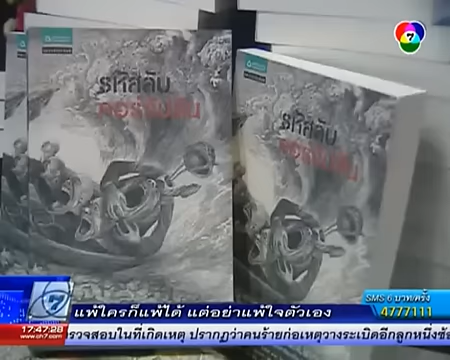 7
รหัสลับ
รหัสลับ
แพ้ใครก็แพ้ได้ แต่อย่าแพ้ใจตัวเอง
SMS 6 บาท/ครั้ง
4777111
7
17:47:28
www.ch7.com
รวจสอบในที่เกิดเหตุ ปรากฏว่าคนร้ายก่อเหตุวางระเบิดอีกลูกหนึ่งซ้อ